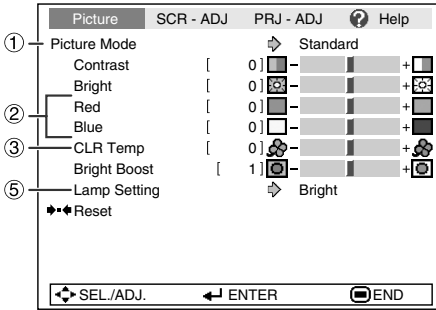 Picture SCR - ADJ PRJ - ADJ ? Help
① Picture Mode Standard
Contrast [ 0 ] - +
Bright [ 0 ] - +
② Red [ 0 ] - +
Blue [ 0 ] - +
③ CLR Temp [ 0 ] - +
Bright Boost [ 1 ] - +
⑤ Lamp Setting Bright
Reset
SEL./ADJ. ENTER END